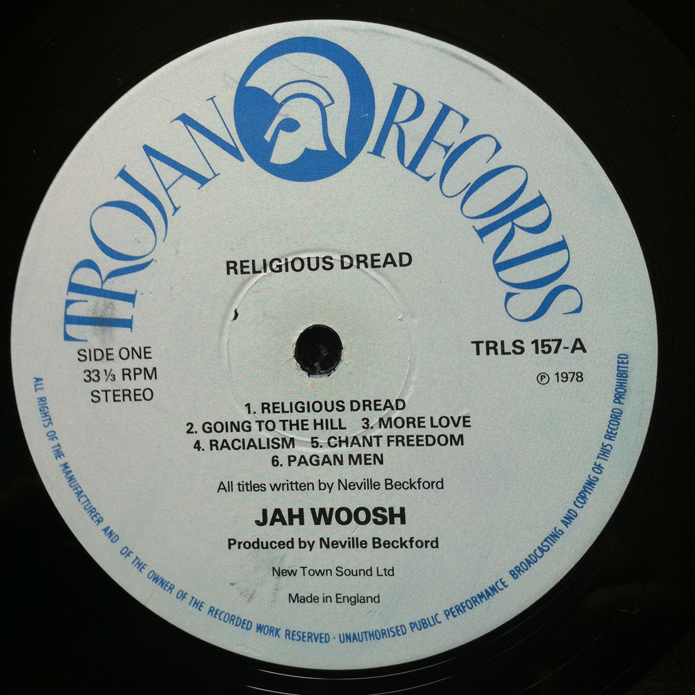 TROJAN RECORDS
RELIGIOUS DREAD
SIDE ONE
33⅓ RPM
STEREO
TRLS 157-A
Ⓟ 1978
1. RELIGIOUS DREAD
2. GOING TO THE HILL 3. MORE LOVE
4. RACIALISM 5. CHANT FREEDOM
6. PAGAN MEN
All titles written by Neville Beckford
JAH WOOSH
Produced by Neville Beckford
New Town Sound Ltd
Made in England
ALL RIGHTS OF THE MANUFACTURER AND OF THE OWNER OF THE RECORDED WORK RESERVED · UNAUTHORISED PUBLIC PERFORMANCE BROADCASTING AND COPYING OF THIS RECORD PROHIBITED